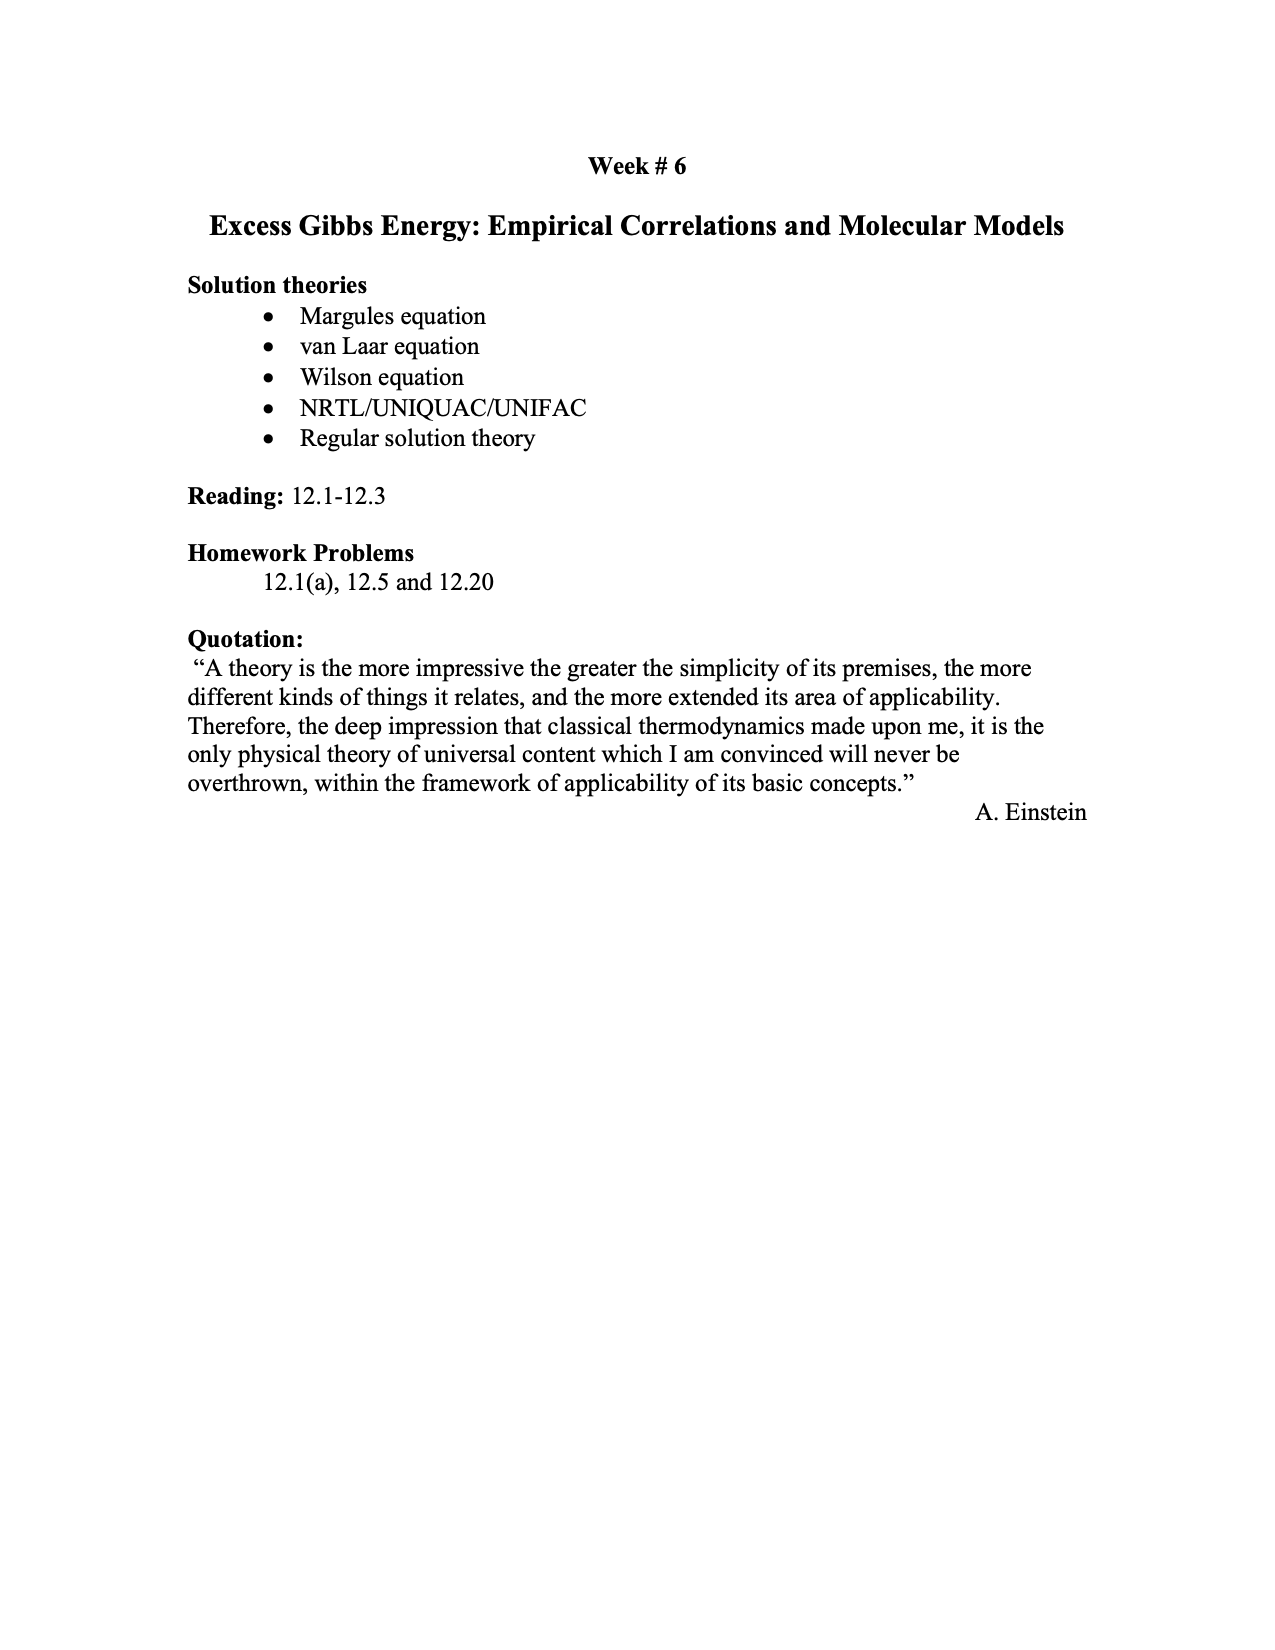 Week # 6
Excess Gibbs Energy: Empirical Correlations and Molecular Models
Solution theories
• Margules equation
• van Laar equation
• Wilson equation
• NRTL/UNIQUAC/UNIFAC
• Regular solution theory
Reading: 12.1-12.3
Homework Problems
12.1(a), 12.5 and 12.20
Quotation:
“A theory is the more impressive the greater the simplicity of its premises, the more
different kinds of things it relates, and the more extended its area of applicability.
Therefore, the deep impression that classical thermodynamics made upon me, it is the
only physical theory of universal content which I am convinced will never be
overthrown, within the framework of applicability of its basic concepts.”
A. Einstein